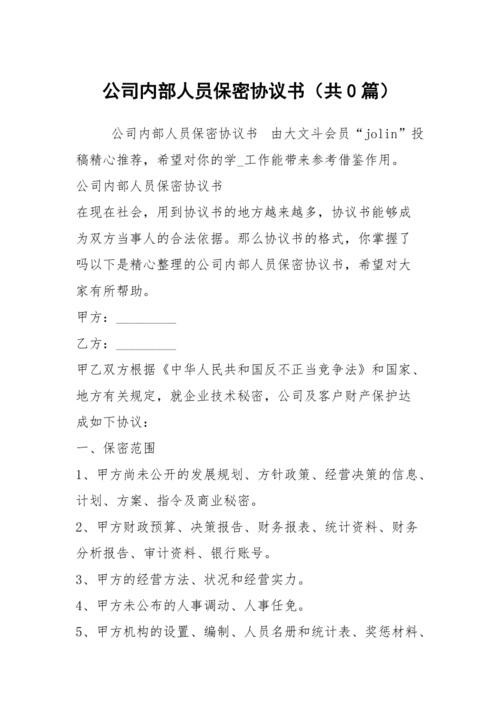 公司内部人员保密协议书（共0篇）
公司内部人员保密协议书　由大文斗会员“jolin”投
稿精心推荐，希望对你的学_工作能带来参考借鉴作用。
公司内部人员保密协议书
在现在社会，用到协议书的地方越来越多，协议书能够成
为双方当事人的合法依据。那么协议书的格式，你掌握了
吗以下是精心整理的公司内部人员保密协议书，希望对大
家有所帮助。
甲方：_________
乙方：_________
甲乙双方根据《中华人民共和国反不正当竞争法》和国家、
地方有关规定，就企业技术秘密，公司及客户财产保护达
成如下协议：
一、保密范围
1、甲方尚未公开的发展规划、方针政策、经营决策的信息、
计划、方案、指令及商业秘密。
2、甲方财政预算、决策报告、财务报表、统计资料、财务
分析报告、审计资料、银行账号。
3、甲方的经营方法、状况和经营实力。
4、甲方未公布的人事调动、人事任免。
5、甲方机构的设置、编制、人员名册和统计表、奖惩材料、